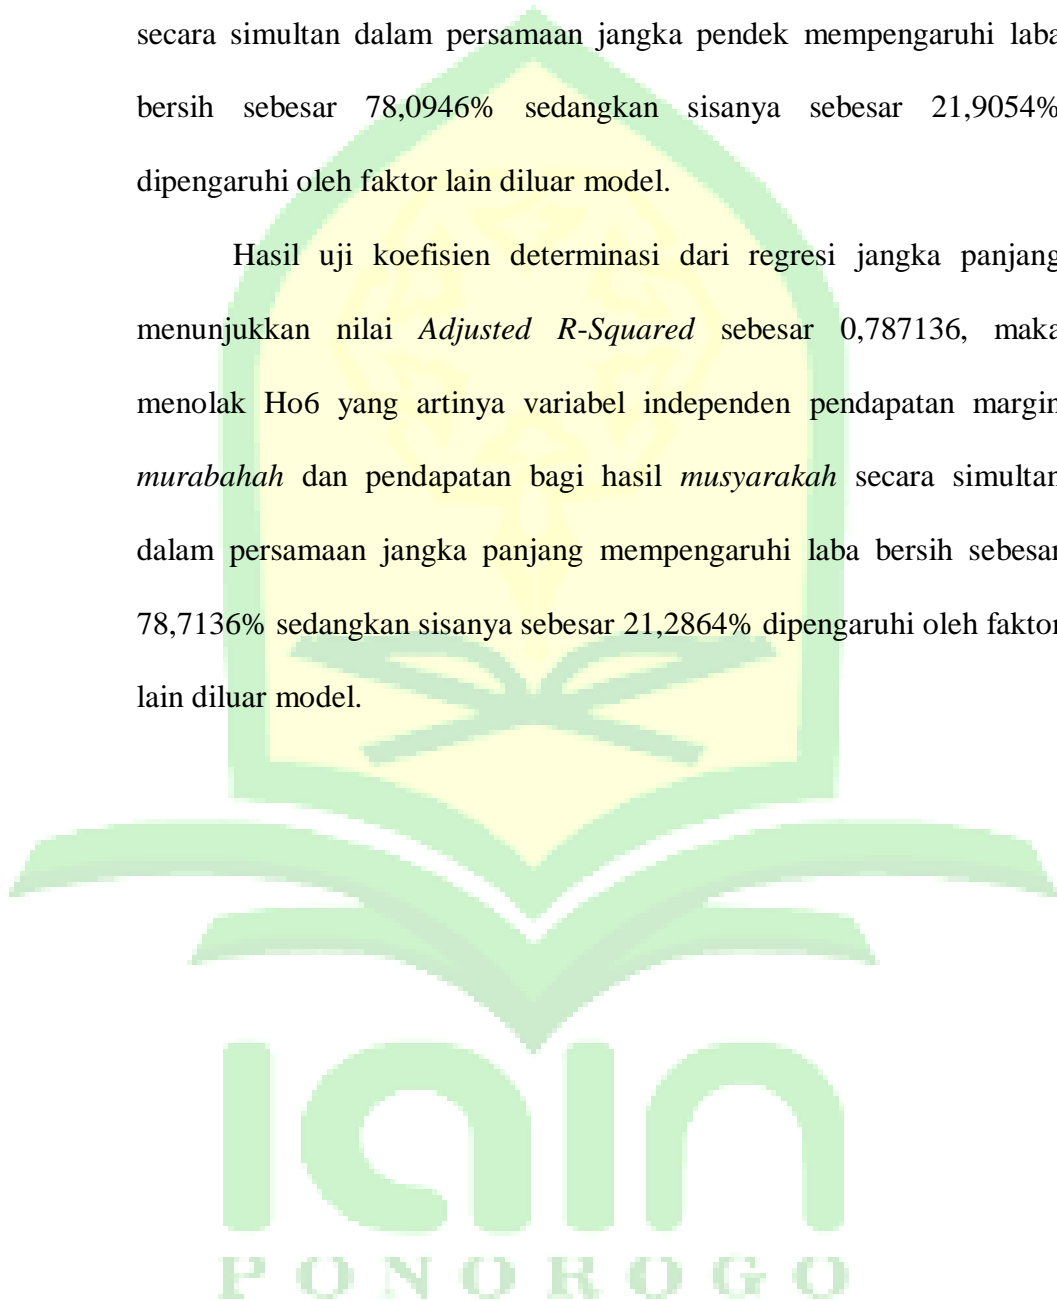 secara simultan dalam persamaan jangka pendek mempengaruhi laba
bersih sebesar 78,0946% sedangkan sisanya sebesar 21,9054%
dipengaruhi oleh faktor lain diluar model.
Hasil uji koefisien determinasi dari regresi jangka panjang
menunjukkan nilai Adjusted R-Squared sebesar 0,787136, maka
menolak Ho6 yang artinya variabel independen pendapatan margin
murabahah dan pendapatan bagi hasil musyarakah secara simultan
dalam persamaan jangka panjang mempengaruhi laba bersih sebesar
78,7136% sedangkan sisanya sebesar 21,2864% dipengaruhi oleh faktor
lain diluar model.
iain
PONOROGO